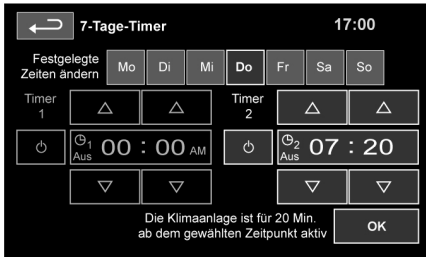 7-Tage-Timer 17:00
Festgelegte
Zeiten ändern
Mo Di Mi Do Fr Sa So
Timer
1
Timer
2
1
Aus
00 : 00 AM
2
Aus
07 : 20
Die Klimaanlage ist für 20 Min.
ab dem gewählten Zeitpunkt aktiv
OK